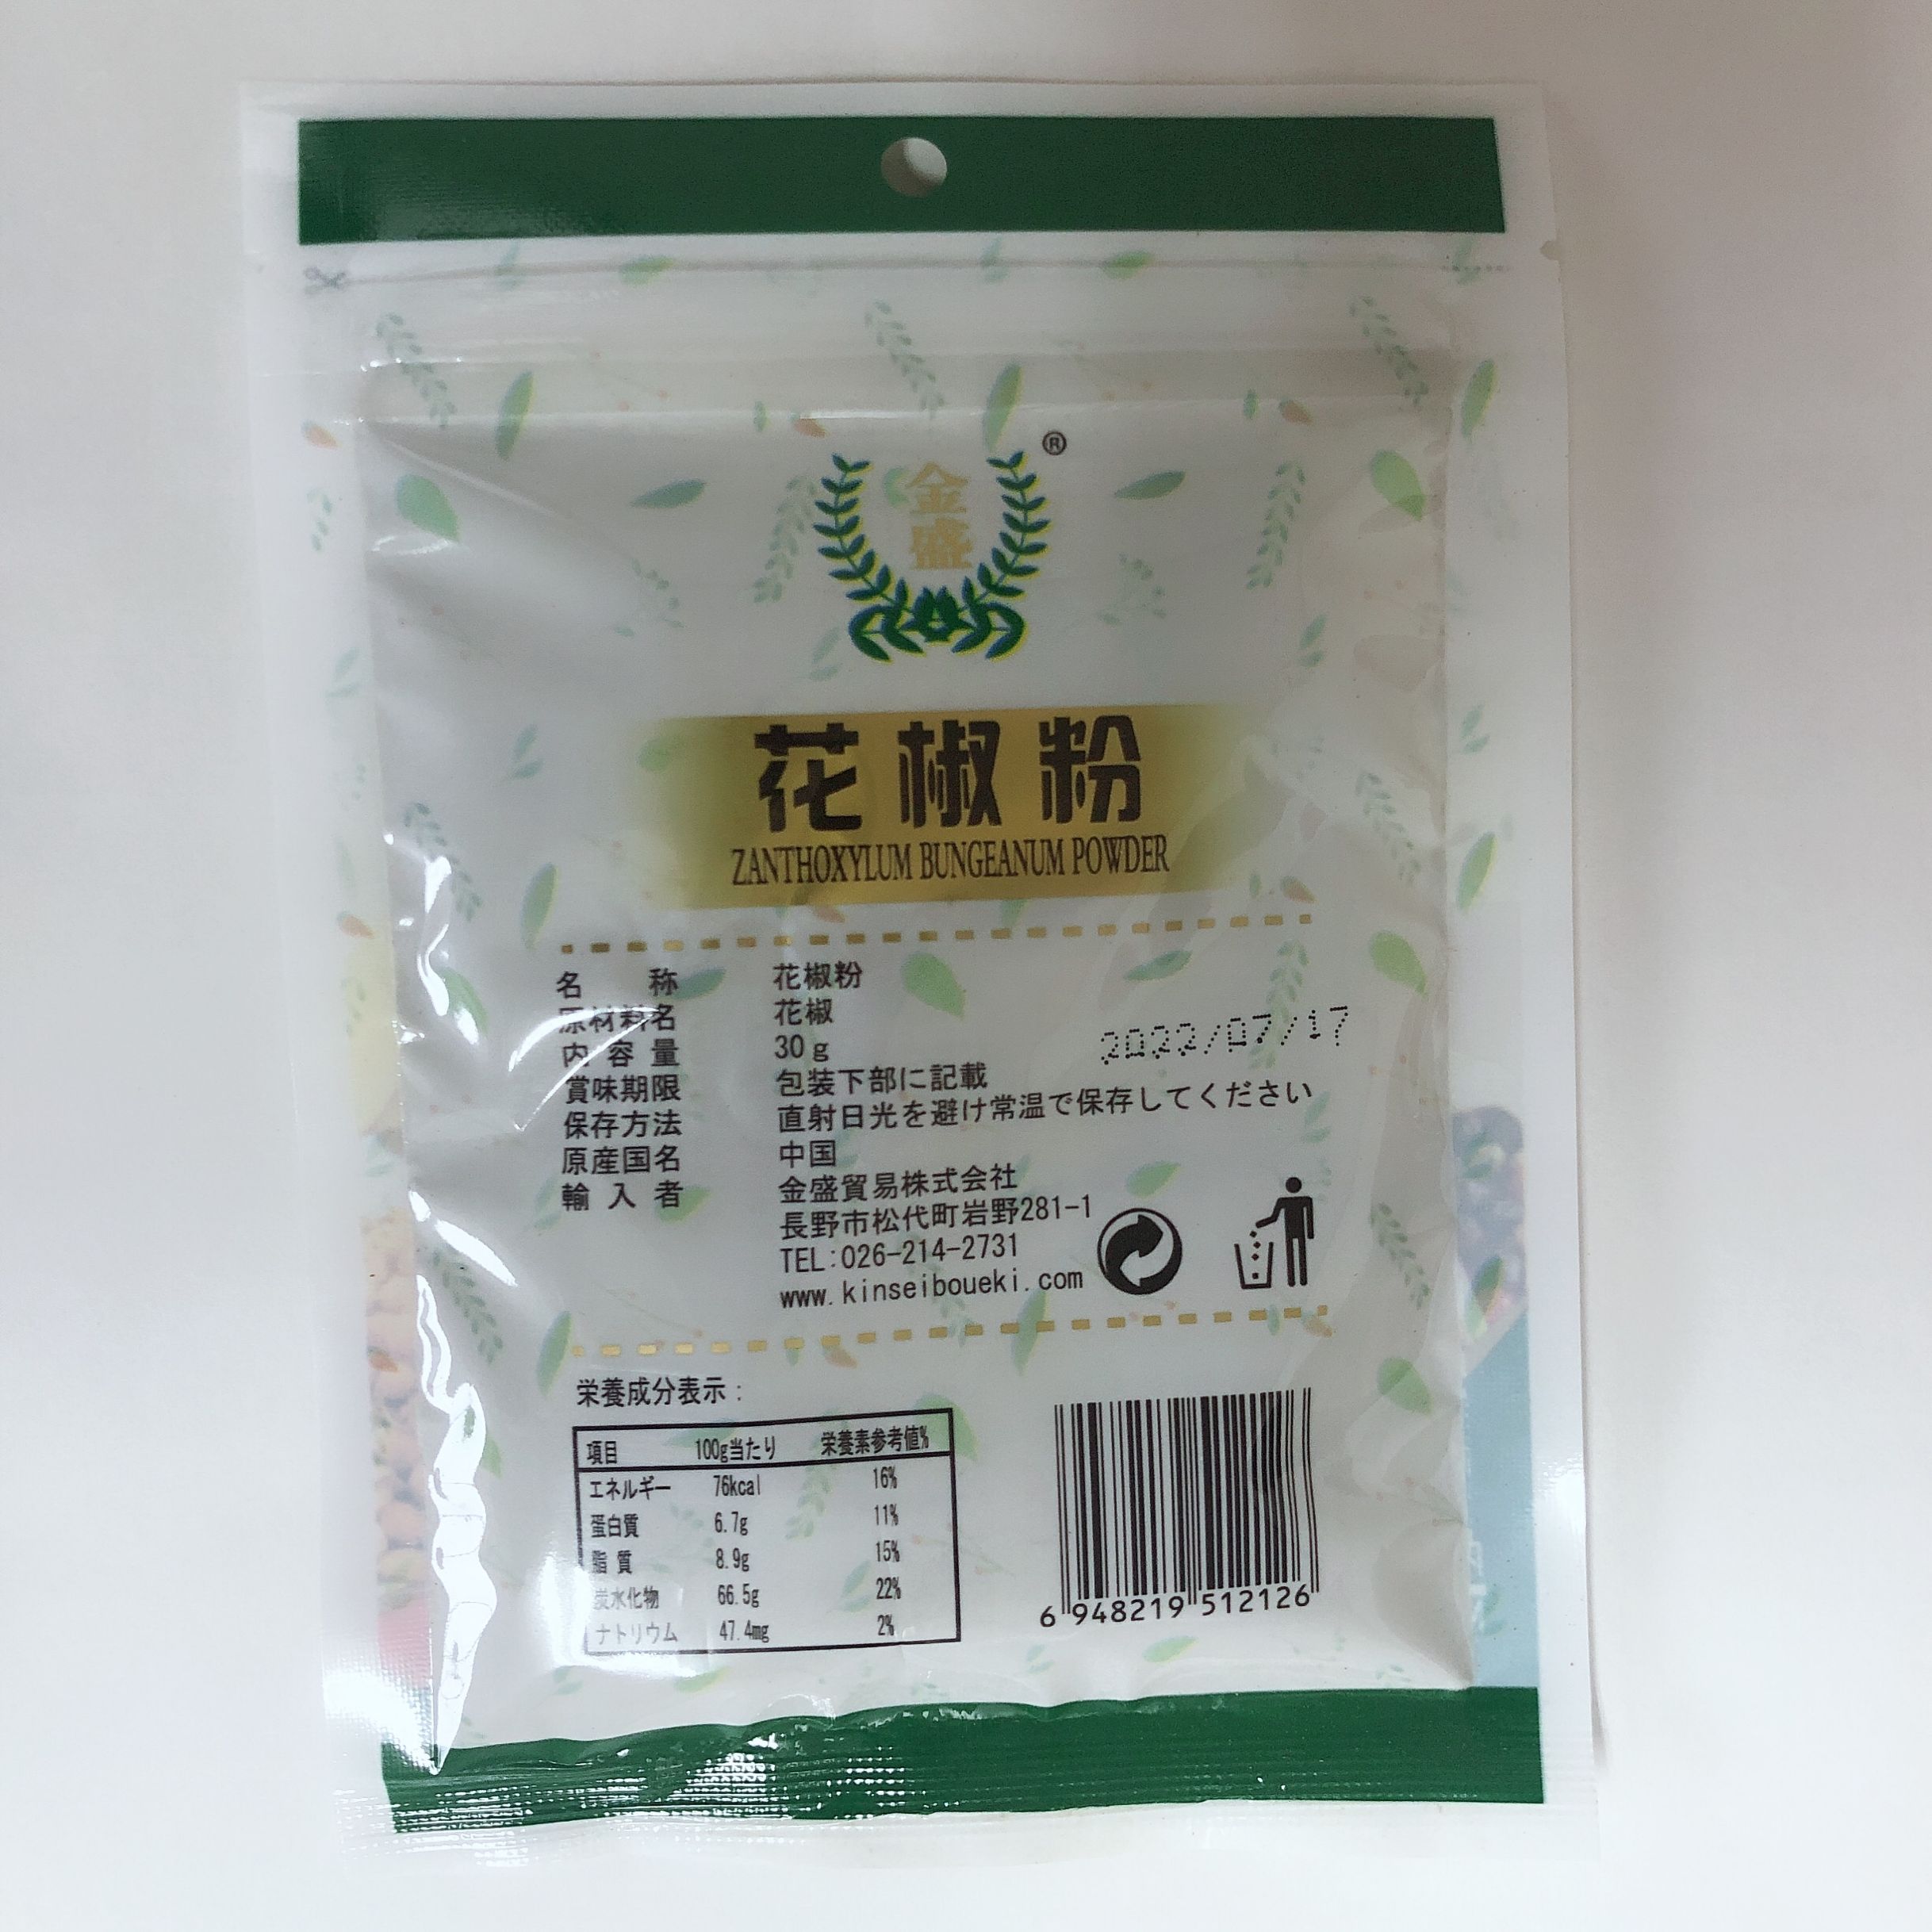 ®
金
盛
花椒粉
ZANTHOXYLUM BUNGEANUM POWDER
名称 花椒粉
原材料名 花椒
内容量 30g
2022/07/17
賞味期限 包装下部に記載
保存方法 直射日光を避け常温で保存してください
原産国名 中国
輸入者 金盛貿易株式会社
長野市松代町岩野281-1
TEL:026-214-2731
www.kinseiboueki.com
栄養成分表示:
項目 100g当たり 栄養素参考値%
エネルギー 76kcal 16%
蛋白質 6.7g 11%
脂質 8.9g 15%
炭水化物 66.5g 22%
ナトリウム 47.4mg 2%
6 948219 512126